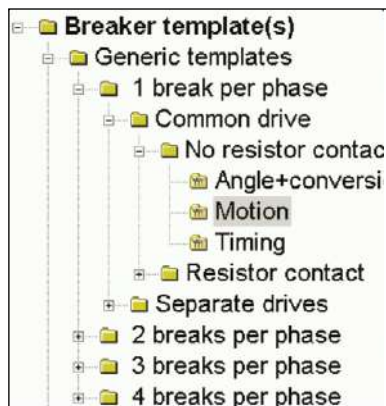 Breaker template(s)
Generic templates
1 break per phase
Common drive
No resistor contac
Angle+conversi
Motion
Timing
Resistor contact
Separate drives
2 breaks per phase
3 breaks per phase
4 breaks per phase